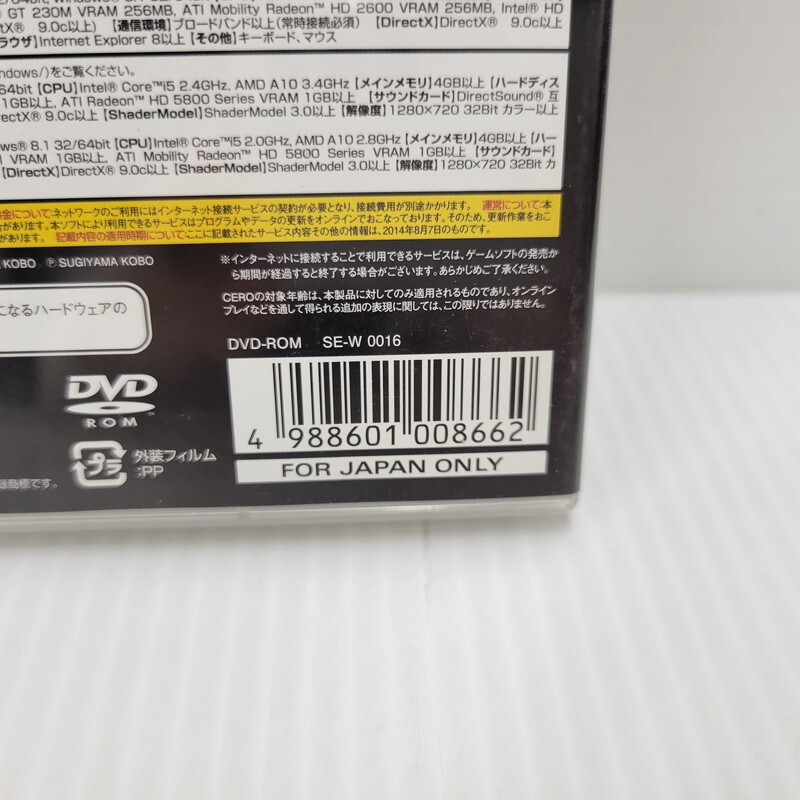 GT 230M VRAM 256MB, ATI Mobility Radeon™ HD 2600 VRAM 256MB, Intel® HD
ctX® 9.0c以上) 【通信環境】ブロードバンド以上(常時接続必須) 【DirectX】DirectX® 9.0c以上
ラウザ】Internet Explorer 8以上 【その他】キーボード、マウス
ndows/)をご覧ください。
64bit 【CPU】Intel® Core™i5 2.4GHz, AMD A10 3.4GHz 【メインメモリ】4GB以上 【ハードディス
1GB以上, ATI Radeon™ HD 5800 Series VRAM 1GB以上 【サウンドカード】DirectSound® 互
tX® 9.0c以上 【ShaderModel】ShaderModel 3.0以上 【解像度】1280×720 32Bit カラー以上
ws® 8.1 32/64bit 【CPU】Intel® Core™i5 2.0GHz, AMD A10 2.8GHz 【メインメモリ】4GB以上 【ハー
VRAM 1GB以上, ATI Mobility Radeon™ HD 5800 Series VRAM 1GB以上 【サウンドカード】
【DirectX】DirectX® 9.0c以上 【ShaderModel】ShaderModel 3.0以上 【解像度】1280×720 32Bit カ
金について:ネットワークのご利用にはインターネット接続サービスの契約が必要となり、接続費用が別途かかります。 運営について:本
があります。本ソフトにより利用できるサービスはプログラムやデータの更新をオンラインでおこなっております。そのため、更新作業をおこ
があります。 記載内容の適用時期について:ここに記載されたサービス内容その他の情報は、2014年8月7日のものです。
KOBO ℗ SUGIYAMA KOBO
※インターネットに接続することで利用できるサービスは、ゲームソフトの発売か
ら期間が経過すると終了する場合がございます。あらかじめご了承ください。
になるハードウェアの
CEROの対象年齢は、本製品に対してのみ適用されるものであり、オンライン
プレイなどを通して得られる追加の表現に関しては、この限りではありません。
DVD-ROM SE-W 0016
DVD
ROM
4 988601 008662
プラ
外装フィルム
:PP
FOR JAPAN ONLY
録商標です。